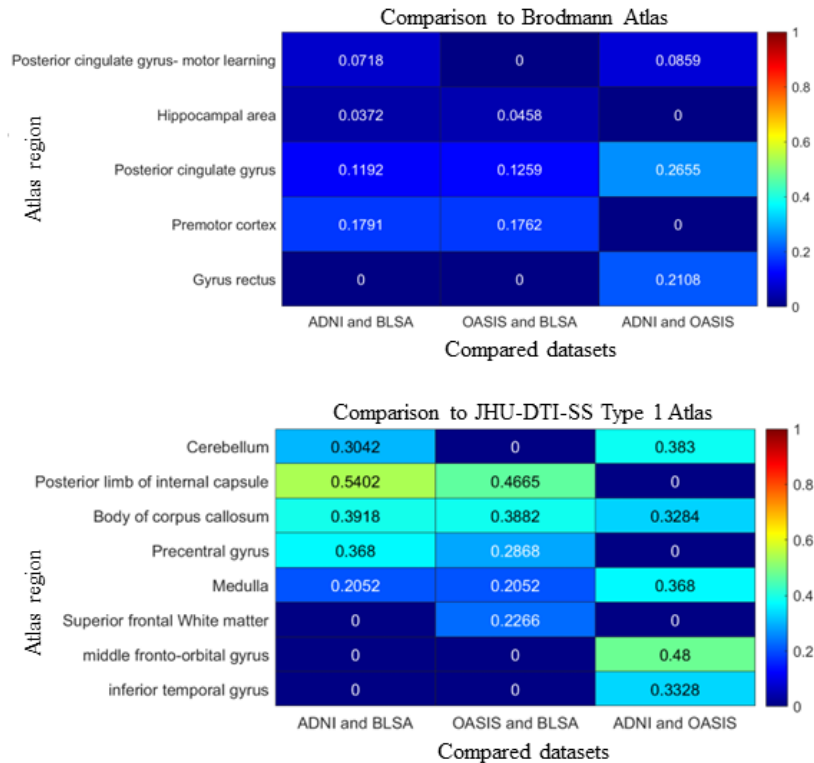 Comparison to Brodmann Atlas
Atlas region
Posterior cingulate gyrus- motor learning 0.0718 0 0.0859
Hippocampal area 0.0372 0.0458 0
Posterior cingulate gyrus 0.1192 0.1259 0.2655
Premotor cortex 0.1791 0.1762 0
Gyrus rectus 0 0 0.2108
ADNI and BLSA OASIS and BLSA ADNI and OASIS
Compared datasets
1
0.8
0.6
0.4
0.2
0
Comparison to JHU-DTI-SS Type 1 Atlas
Atlas region
Cerebellum 0.3042 0 0.383
Posterior limb of internal capsule 0.5402 0.4665 0
Body of corpus callosum 0.3918 0.3882 0.3284
Precentral gyrus 0.368 0.2868 0
Medulla 0.2052 0.2052 0.368
Superior frontal White matter 0 0.2266 0
middle fronto-orbital gyrus 0 0 0.48
inferior temporal gyrus 0 0 0.3328
ADNI and BLSA OASIS and BLSA ADNI and OASIS
Compared datasets
1
0.8
0.6
0.4
0.2
0